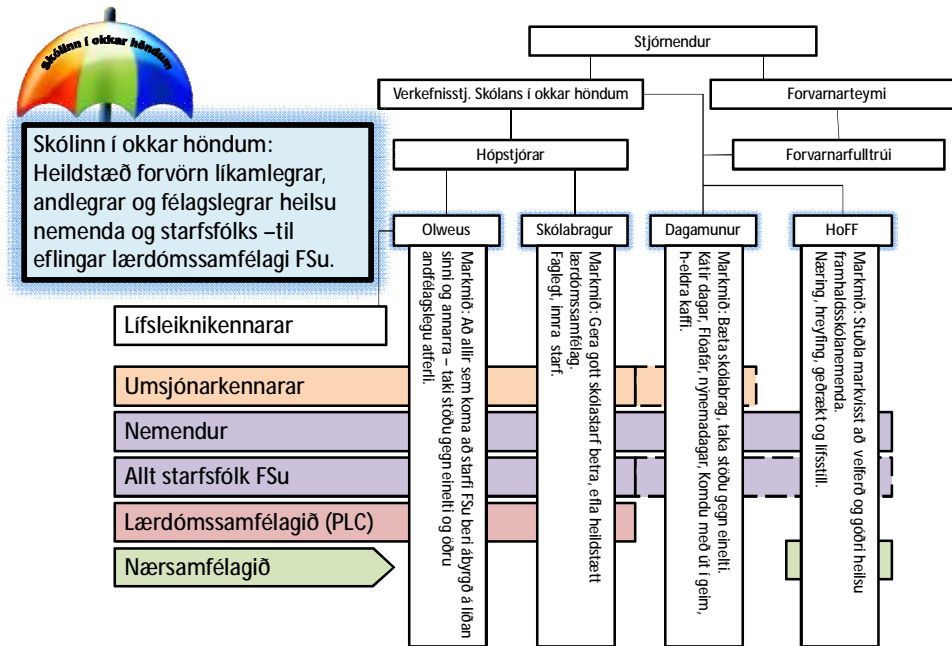 Skólinn í okkar höndum
Stjórnendur
Verkefnisstj. Skólans í okkar höndum
Forvarnarteymi
Hópstjórar
Forvarnarfulltrúi
Skólinn í okkar höndum:
Heildstæð forvörn líkamlegrar,
andlegrar og félagslegrar heilsu
nemenda og starfsfólks –til
eflingar lærdómssamfélagi FSu.
Olweus
Skólabragur
Dagamunur
HoFF
Markmið: Að allir sem koma að starfi FSu beri ábyrgð á líðan
sinni og annarra – taki stöðu gegn einelti og öðru
andfélagslegu atferli.
Markmið: Gera gott skólastarf betra, efla heildstætt
lærdómssamfélag.
Faglegt, innra starf.
Markmið: Bæta skólabrag, taka stöðu gegn einelti.
Kátir dagar, Flóafár, nýnemadagar, Komdu með út í geim,
h-eldra kaffi.
Markmið: Stuðla markvisst að velferð og góðri heilsu
framhaldsskólanemenda.
Næring, hreyfing, geðrækt og lífsstíll.
Lífsleiknikennarar
Umsjónarkennarar
Nemendur
Allt starfsfólk FSu
Lærdómssamfélagið (PLC)
Nærsamfélagið